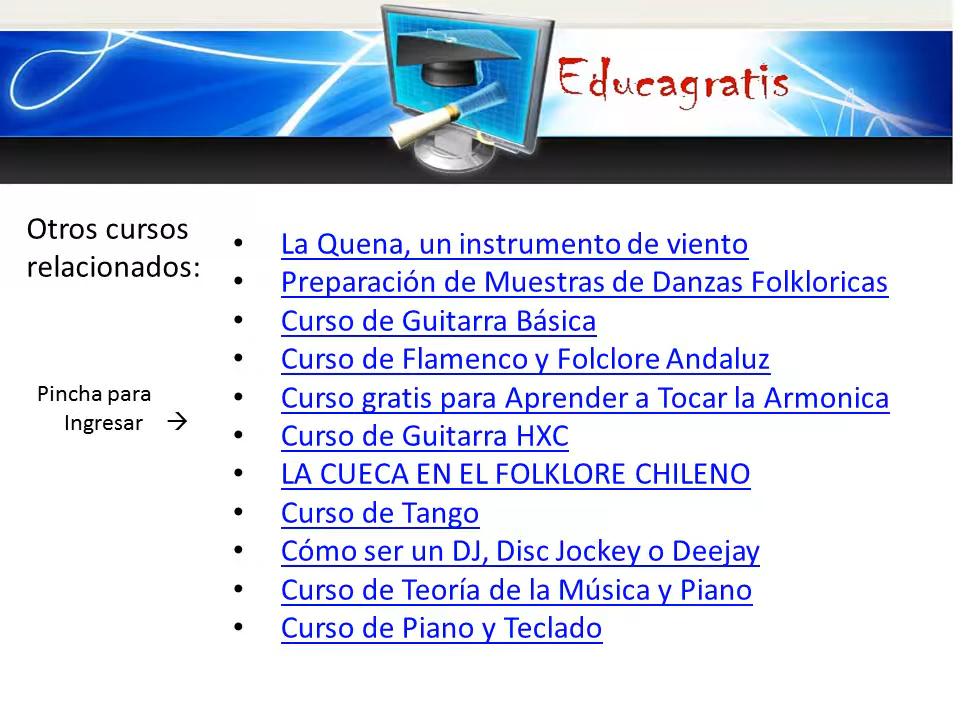 Educagratis
Otros cursos
relacionados:
Pincha para
Ingresar →
• La Quena, un instrumento de viento
• Preparación de Muestras de Danzas Folkloricas
• Curso de Guitarra Básica
• Curso de Flamenco y Folclore Andaluz
• Curso gratis para Aprender a Tocar la Armonica
• Curso de Guitarra HXC
• LA CUECA EN EL FOLKLORE CHILENO
• Curso de Tango
• Cómo ser un DJ, Disc Jockey o Deejay
• Curso de Teoría de la Música y Piano
• Curso de Piano y Teclado